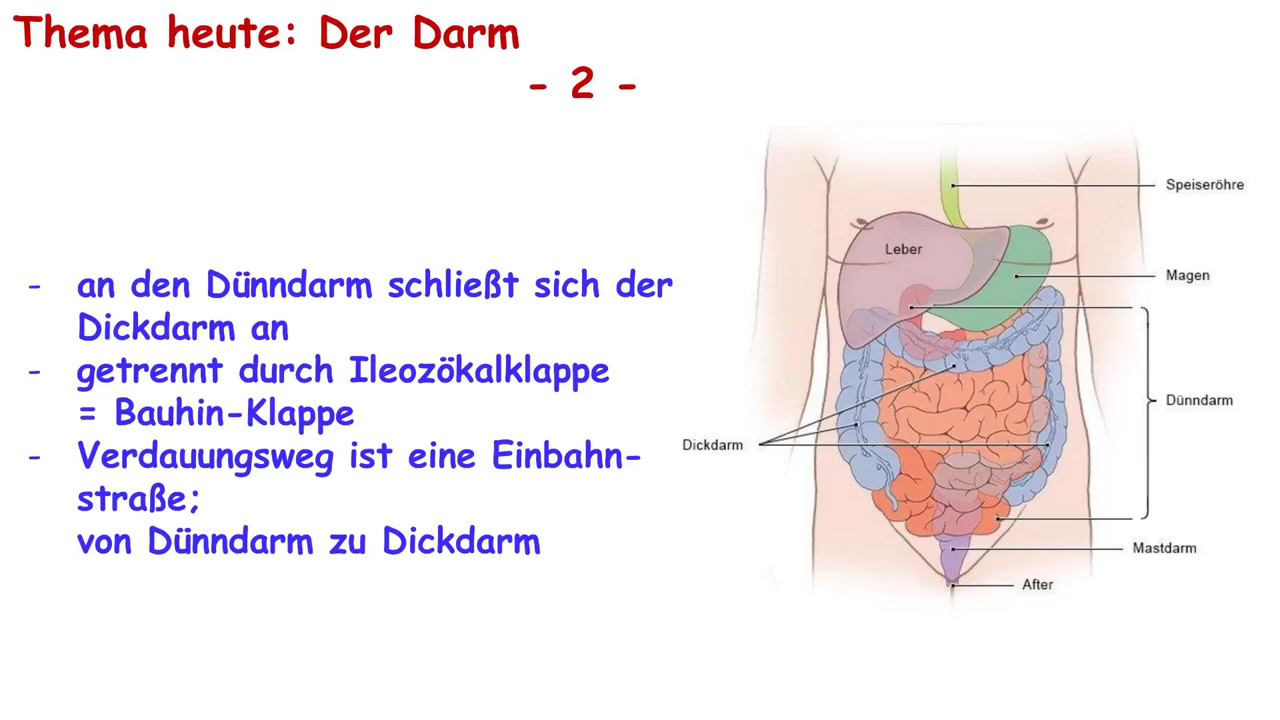 Thema heute: Der Darm
- 2 -
- an den Dünndarm schließt sich der
Dickdarm an
- getrennt durch Ileozökalklappe
= Bauhin-Klappe
- Verdauungsweg ist eine Einbahn-
straße;
von Dünndarm zu Dickdarm
Speiseröhre
Leber
Magen
Dünndarm
Dickdarm
Mastdarm
After